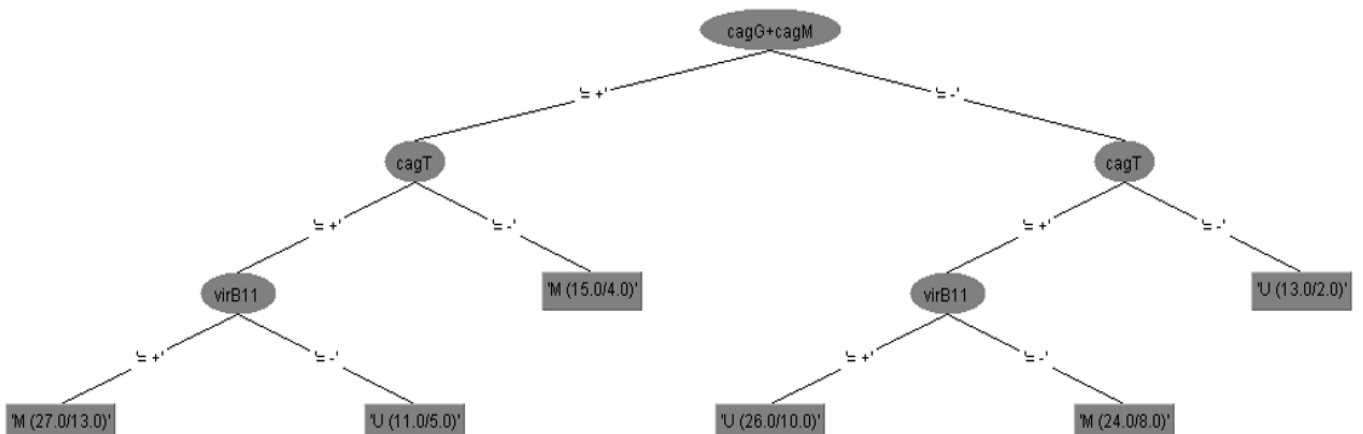 cagG+cagM
'= +'
'= -'
cagT
cagT
'= +'
'= -'
'= +'
'= -'
virB11
'M (15.0/4.0)'
virB11
'U (13.0/2.0)'
'= +'
'= -'
'= +'
'= -'
'M (27.0/13.0)'
'U (11.0/5.0)'
'U (26.0/10.0)'
'M (24.0/8.0)'